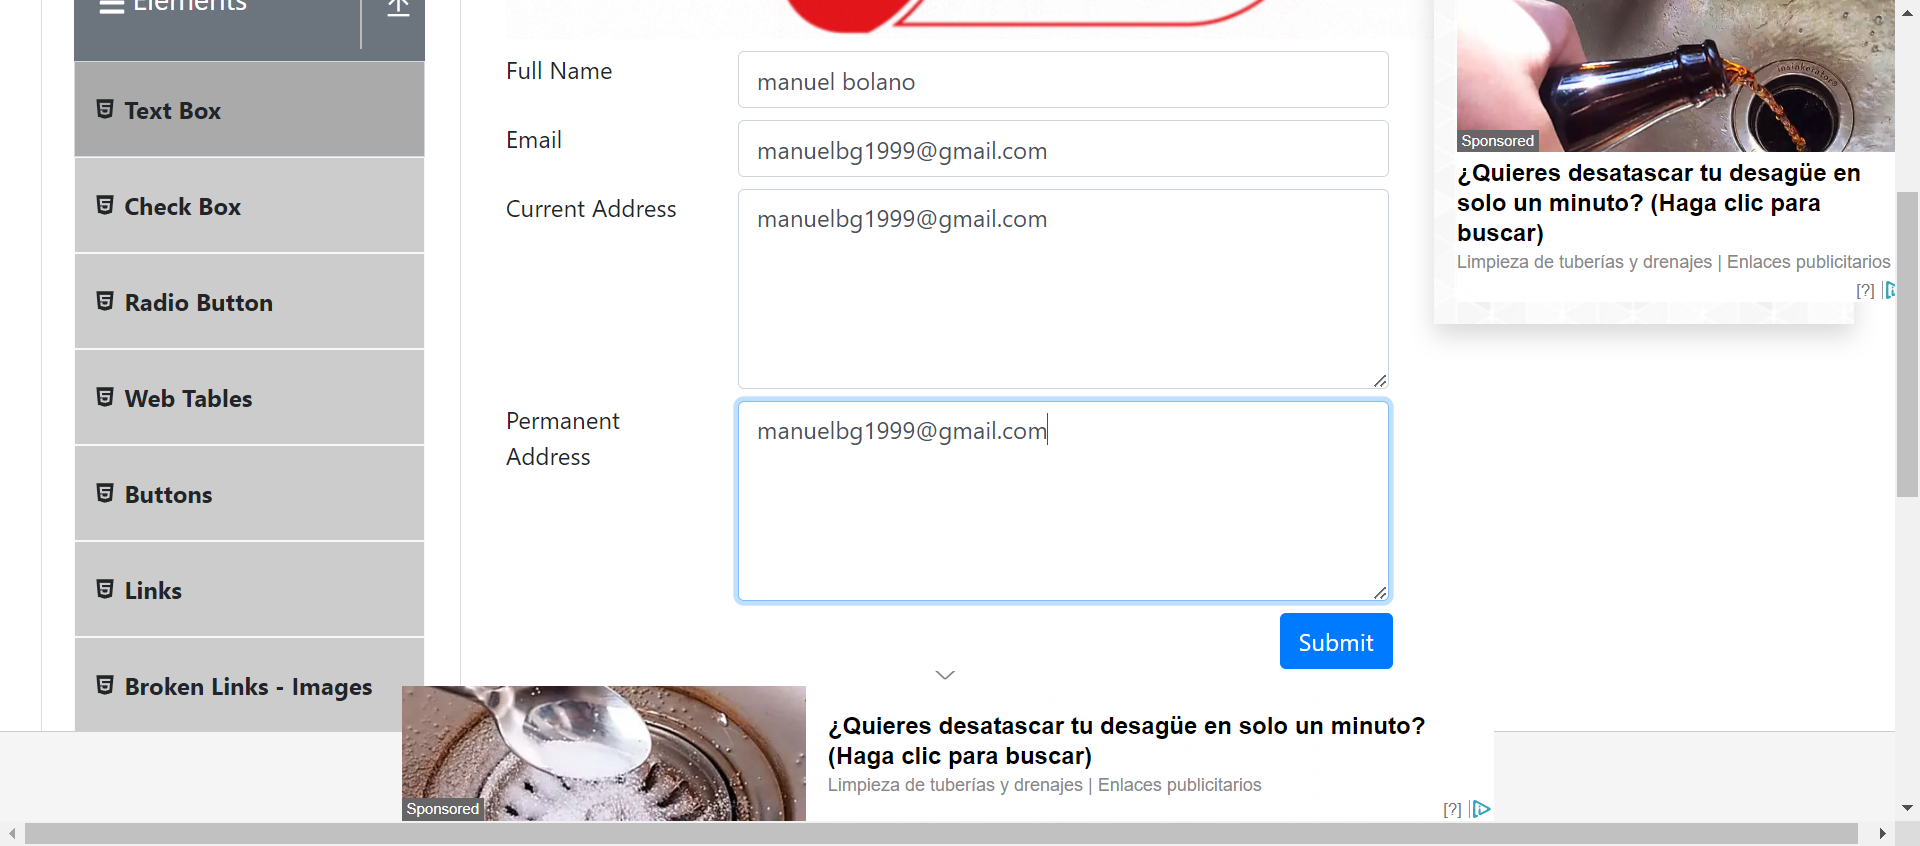 Elements
Text Box
Check Box
Radio Button
Web Tables
Buttons
Links
Broken Links - Images
Full Name
manuel bolano
Email
manuelbg1999@gmail.com
Current Address
manuelbg1999@gmail.com
Permanent
Address
manuelbg1999@gmail.com
Submit
insinkerator
Sponsored
¿Quieres desatascar tu desagüe en
solo un minuto? (Haga clic para
buscar)
Limpieza de tuberías y drenajes | Enlaces publicitarios
[?]
Sponsored
¿Quieres desatascar tu desagüe en solo un minuto?
(Haga clic para buscar)
Limpieza de tuberías y drenajes | Enlaces publicitarios
[?]